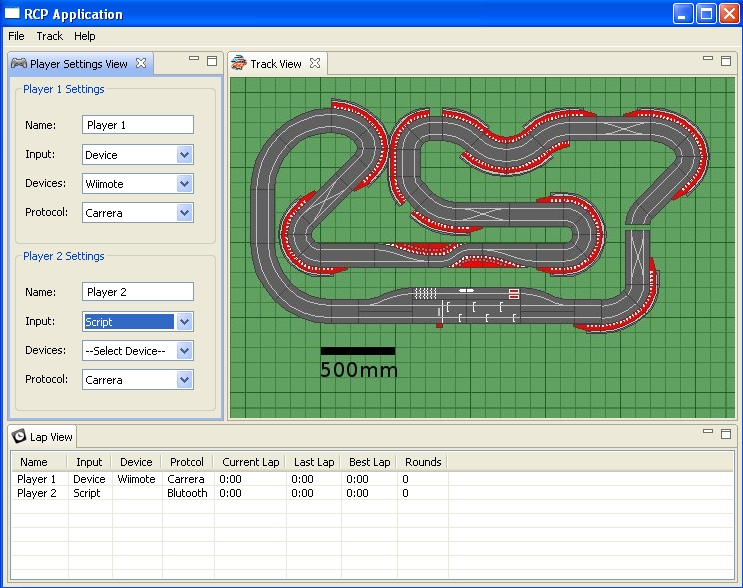 RCP Application
File Track Help
Player Settings View
Player 1 Settings
Name: Player 1
Input: Device
Devices: Wiimote
Protocol: Carrera
Player 2 Settings
Name: Player 2
Input: Script
Devices: --Select Device--
Protocol: Carrera
Track View
500mm
Lap View
Name Input Device Protcol Current Lap Last Lap Best Lap Rounds
Player 1 Device Wiimote Carrera 0:00 0:00 0:00 0
Player 2 Script Blutooth 0:00 0:00 0:00 0